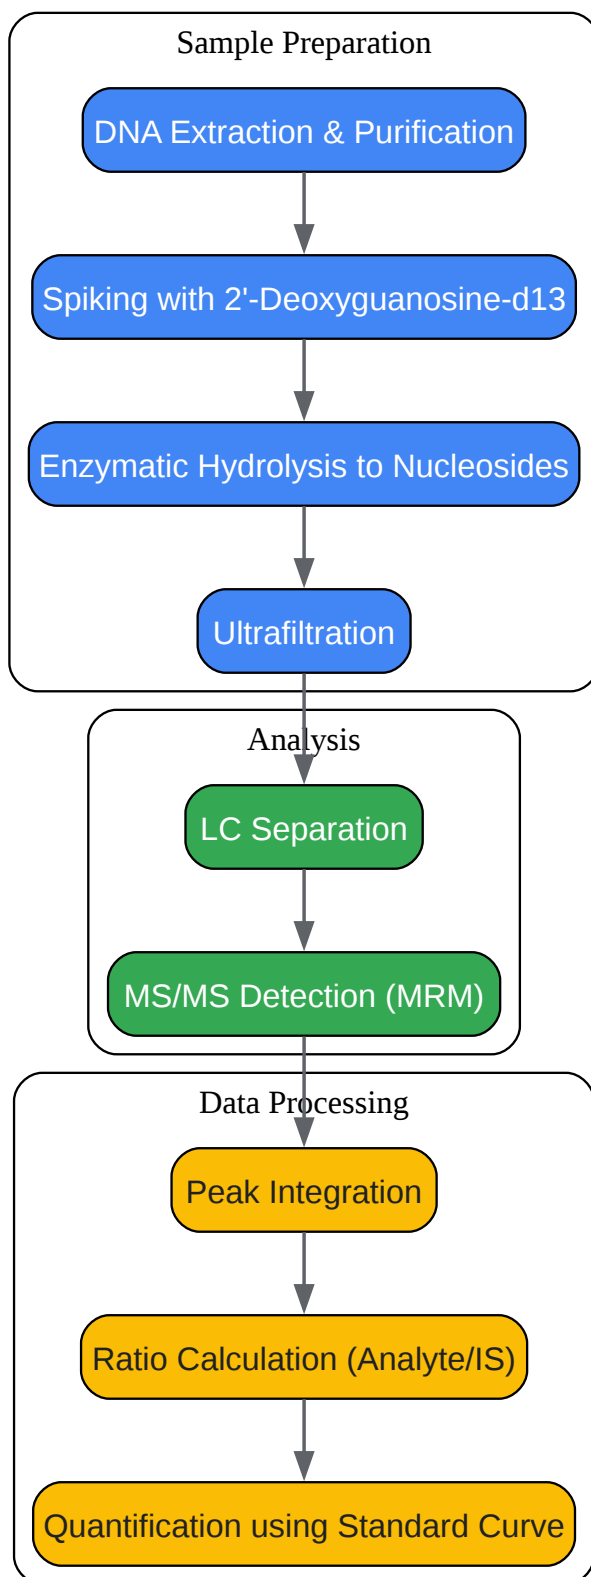 Sample Preparation
DNA Extraction & Purification
Spiking with 2'-Deoxyguanosine-d13
Enzymatic Hydrolysis to Nucleosides
Ultrafiltration
Analysis
LC Separation
MS/MS Detection (MRM)
Data Processing
Peak Integration
Ratio Calculation (Analyte/IS)
Quantification using Standard Curve